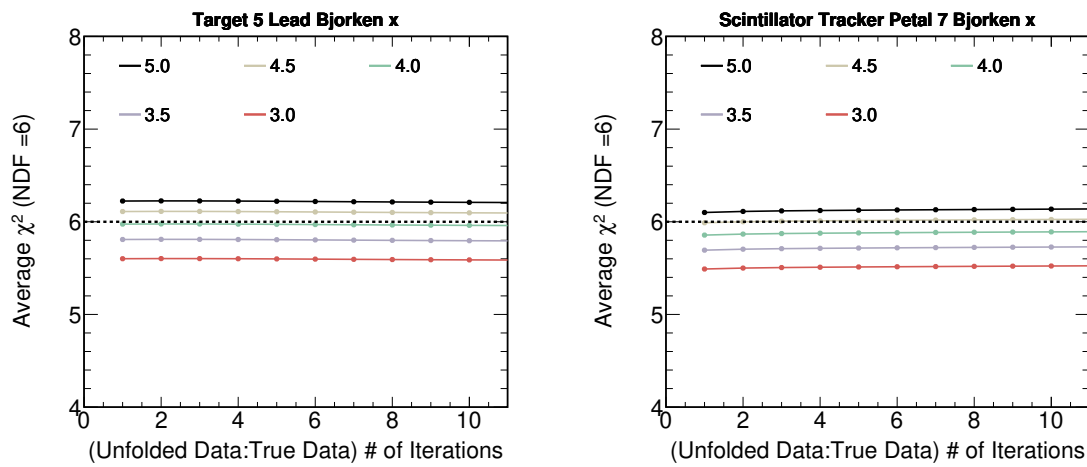 Target 5 Lead Bjorken x
8
7
6
5
4
Average χ² (NDF =6)
5.0 4.5 4.0
3.5 3.0
0 2 4 6 8 10
(Unfolded Data:True Data) # of Iterations
Scintillator Tracker Petal 7 Bjorken x
8
7
6
5
4
Average χ² (NDF =6)
5.0 4.5 4.0
3.5 3.0
0 2 4 6 8 10
(Unfolded Data:True Data) # of Iterations